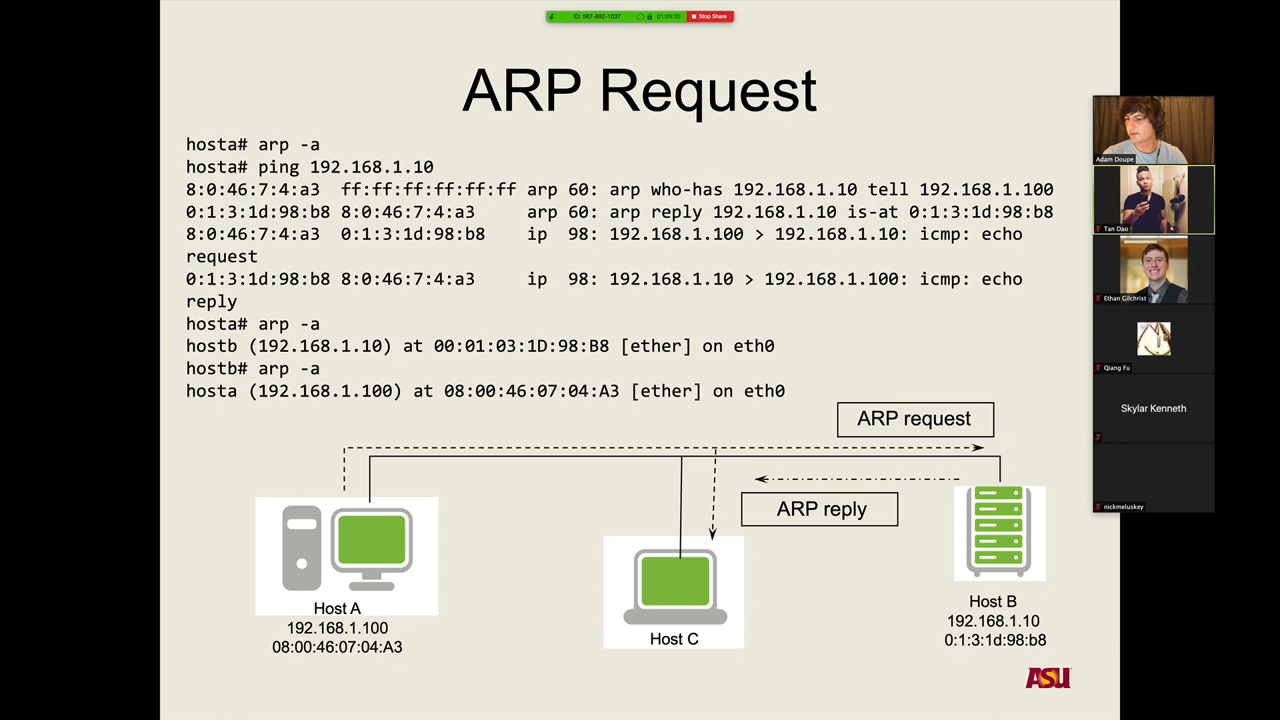 ID: 587-992-1037
01:09:30
Stop Share
ARP Request
hosta# arp -a
hosta# ping 192.168.1.10
8:0:46:7:4:a3 ff:ff:ff:ff:ff:ff arp 60: arp who-has 192.168.1.10 tell 192.168.1.100
0:1:3:1d:98:b8 8:0:46:7:4:a3 arp 60: arp reply 192.168.1.10 is-at 0:1:3:1d:98:b8
8:0:46:7:4:a3 0:1:3:1d:98:b8 ip 98: 192.168.1.100 > 192.168.1.10: icmp: echo
request
0:1:3:1d:98:b8 8:0:46:7:4:a3 ip 98: 192.168.1.10 > 192.168.1.100: icmp: echo
reply
hosta# arp -a
hostb (192.168.1.10) at 00:01:03:1D:98:B8 [ether] on eth0
hostb# arp -a
hosta (192.168.1.100) at 08:00:46:07:04:A3 [ether] on eth0
ARP request
ARP reply
Host A
192.168.1.100
08:00:46:07:04:A3
Host C
Host B
192.168.1.10
0:1:3:1d:98:b8
ASU
Adam Doupe
Tan Dao
Ethan Gilchrist
Qiang Fu
Skylar Kenneth
nickmeluskey